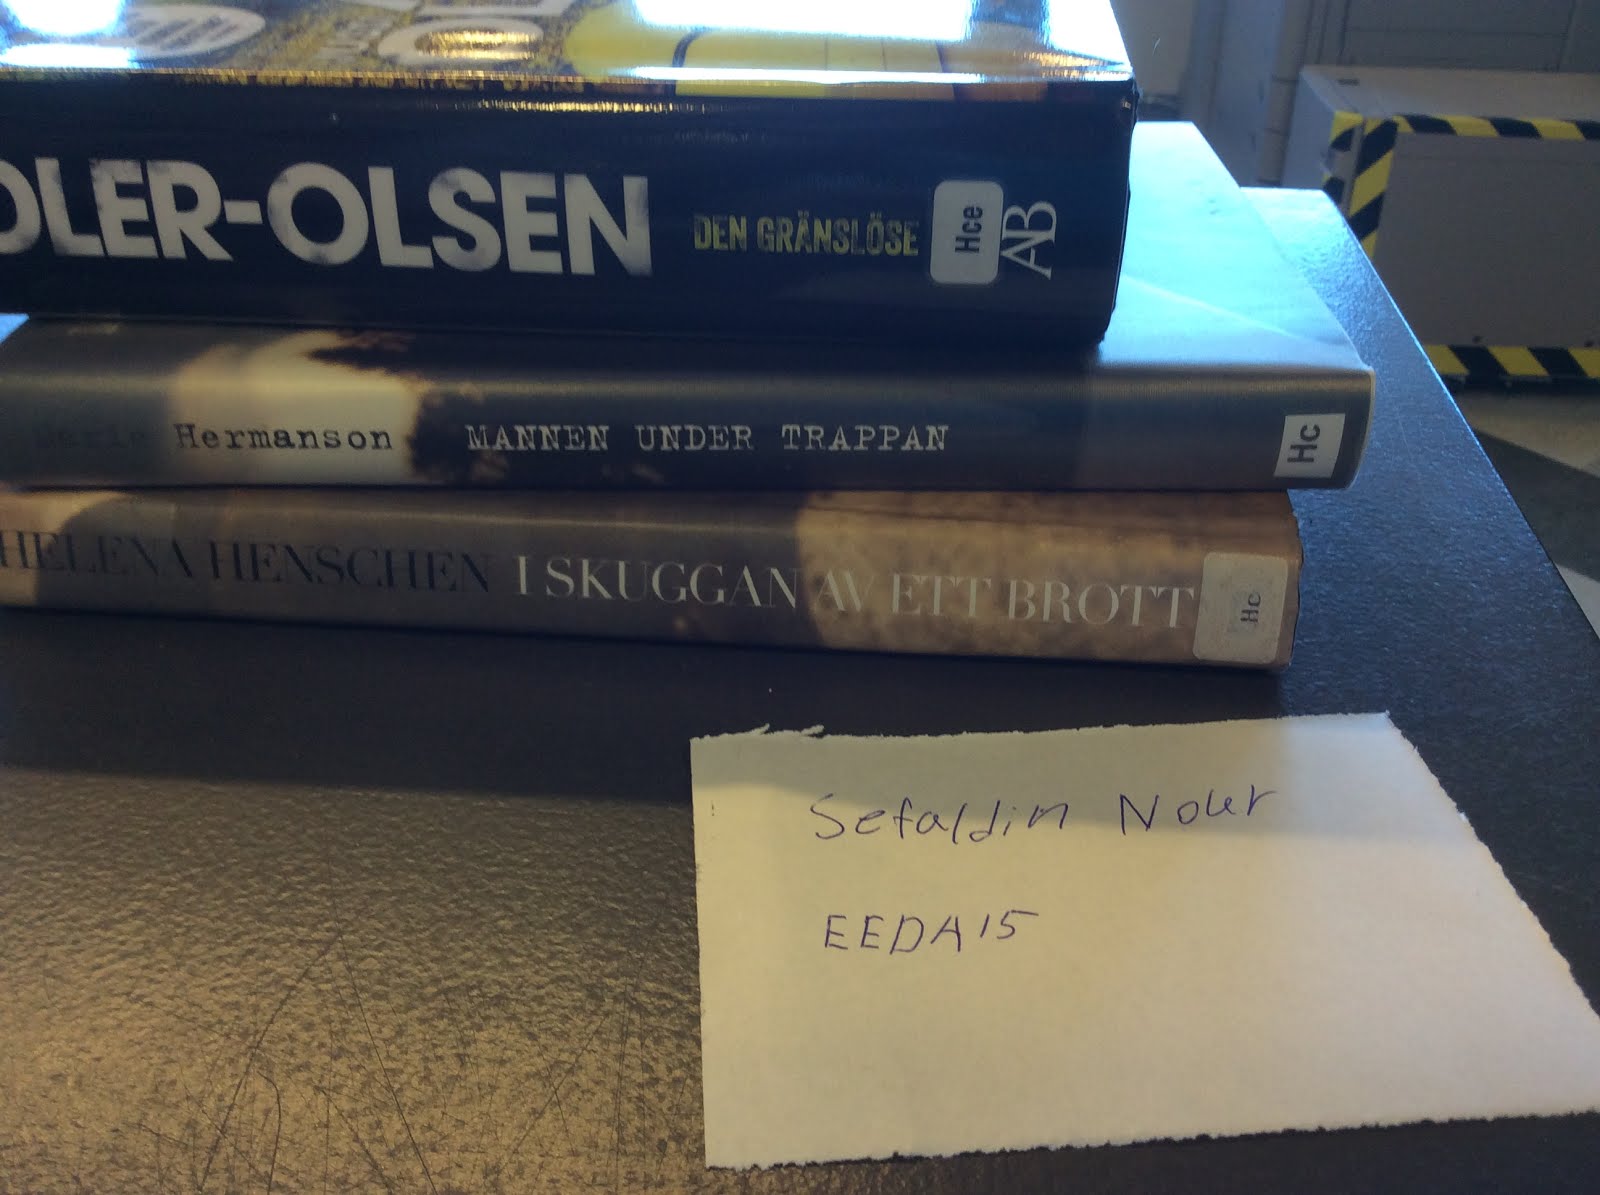 DLER-OLSEN DEN GRÄNSLÖSE Hce AB
Hermanson MANNEN UNDER TRAPPAN Hc
HELENA HENSCHEN I SKUGGAN AV ETT BROTT Hc
Sefaldin Nour
EEDA15